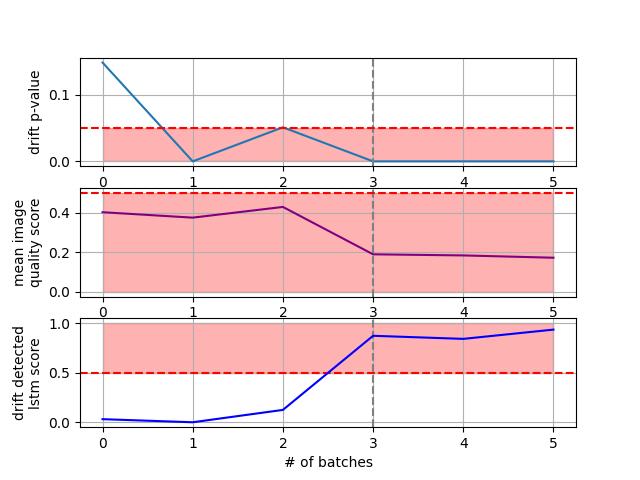 drift p-value
0.1
0.0
0 1 2 3 4 5
mean image
quality score
0.4
0.2
0.0
0 1 2 3 4 5
drift detected
lstm score
1.0
0.5
0.0
0 1 2 3 4 5
# of batches